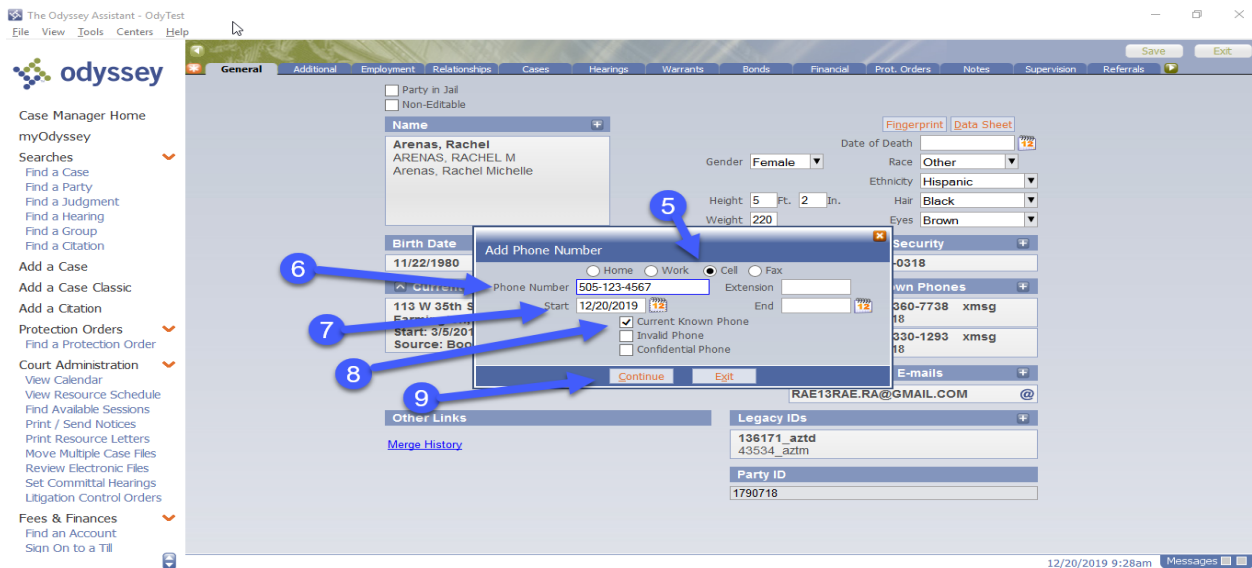 The Odyssey Assistant - OdyTest
File View Tools Centers Help
Save Exit
odyssey
General Additional Employment Relationships Cases Hearings Warrants Bonds Financial Prot. Orders Notes Supervision Referrals
Case Manager Home
myOdyssey
Searches
Find a Case
Find a Party
Find a Judgment
Find a Hearing
Find a Group
Find a Citation
Add a Case
Add a Case Classic
Add a Citation
Protection Orders
Find a Protection Order
Court Administration
View Calendar
View Resource Schedule
Find Available Sessions
Print / Send Notices
Print Resource Letters
Move Multiple Case Files
Review Electronic Files
Set Committal Hearings
Litigation Control Orders
Fees & Finances
Find an Account
Sign On to a Till
Party in Jail
Non-Editable
Name
Arenas, Rachel
ARENAS, RACHEL M
Arenas, Rachel Michelle
Fingerprint Data Sheet
Date of Death 12
Gender Female Race Other
Ethnicity Hispanic
Height 5 Ft. 2 In. Hair Black
Weight 220 Eyes Brown
Birth Date
11/22/1980
Security
-0318
113 W 35th S
Start: 3/5/201
Source: Boo
own Phones
360-7738 xmsg
18
330-1293 xmsg
18
5
6
7
8
9
Add Phone Number
Home Work Cell Fax
Phone Number 505-123-4567 Extension
Start 12/20/2019 12 End 12
Current Known Phone
Invalid Phone
Confidential Phone
Continue Exit
E-mails
RAE13RAE.RA@GMAIL.COM @
Other Links
Merge History
Legacy IDs
136171_aztd
43534_aztm
Party ID
1790718
12/20/2019 9:28am Messages